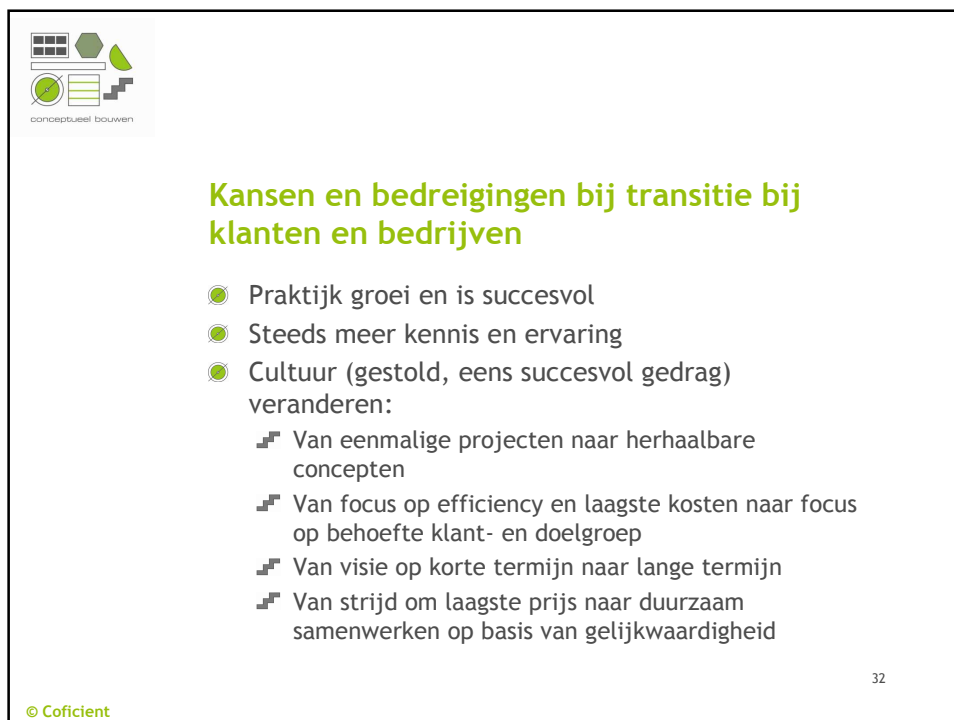 conceptueel bouwen
Kansen en bedreigingen bij transitie bij
klanten en bedrijven
Praktijk groei en is succesvol
Steeds meer kennis en ervaring
Cultuur (gestold, eens succesvol gedrag)
veranderen:
Van eenmalige projecten naar herhaalbare
concepten
Van focus op efficiency en laagste kosten naar focus
op behoefte klant- en doelgroep
Van visie op korte termijn naar lange termijn
Van strijd om laagste prijs naar duurzaam
samenwerken op basis van gelijkwaardigheid
32
© Coficient